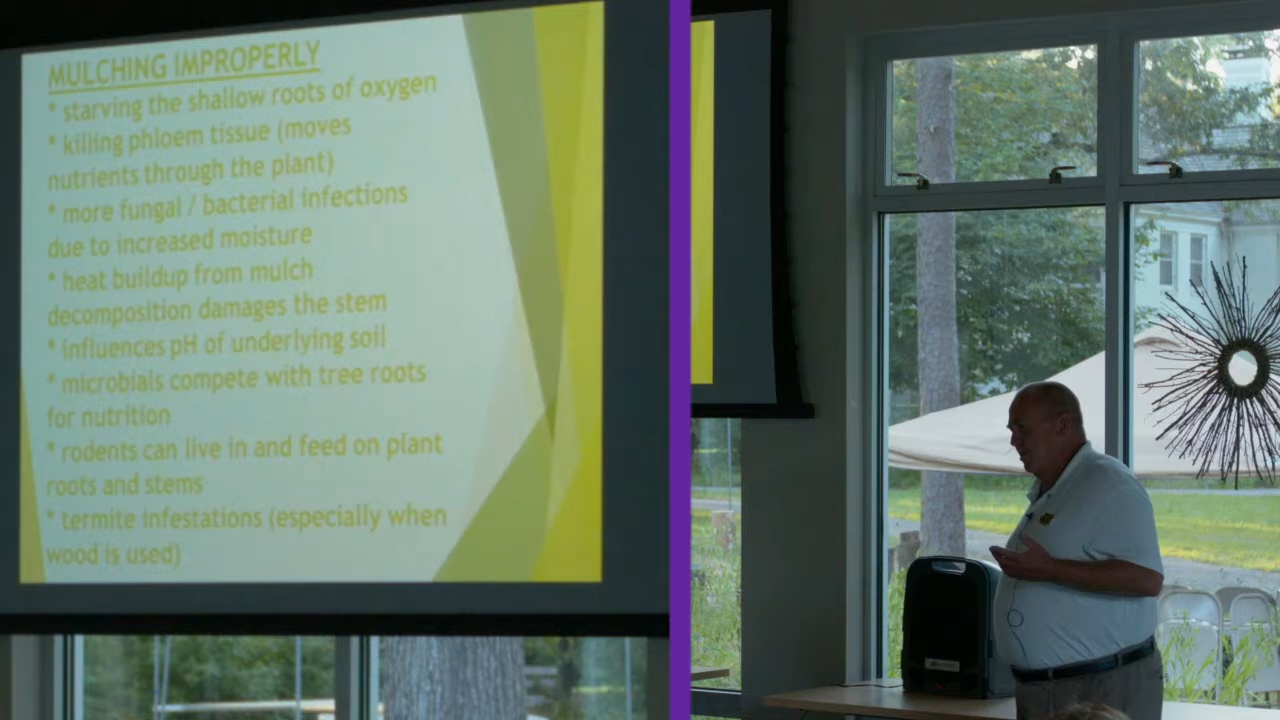 MULCHING IMPROPERLY
* starving the shallow roots of oxygen
* killing phloem tissue (moves
nutrients through the plant)
* more fungal / bacterial infections
due to increased moisture
* heat buildup from mulch
decomposition damages the stem
* influences pH of underlying soil
* microbials compete with tree roots
for nutrition
* rodents can live in and feed on plant
roots and stems
* termite infestations (especially when
wood is used)